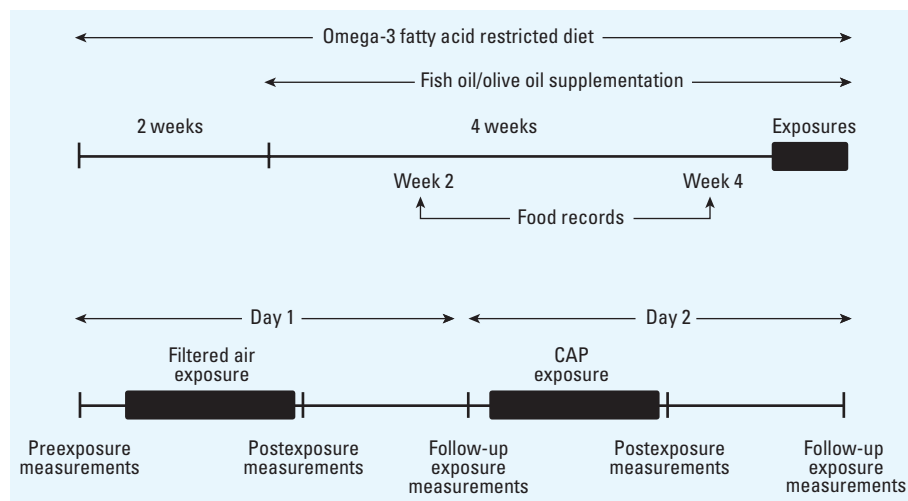 Omega-3 fatty acid restricted diet
Fish oil/olive oil supplementation
2 weeks
4 weeks
Exposures
Week 2
Week 4
Food records
Day 1
Day 2
Filtered air
exposure
CAP
exposure
Preexposure
measurements
Postexposure
measurements
Follow-up
exposure
measurements
Postexposure
measurements
Follow-up
exposure
measurements